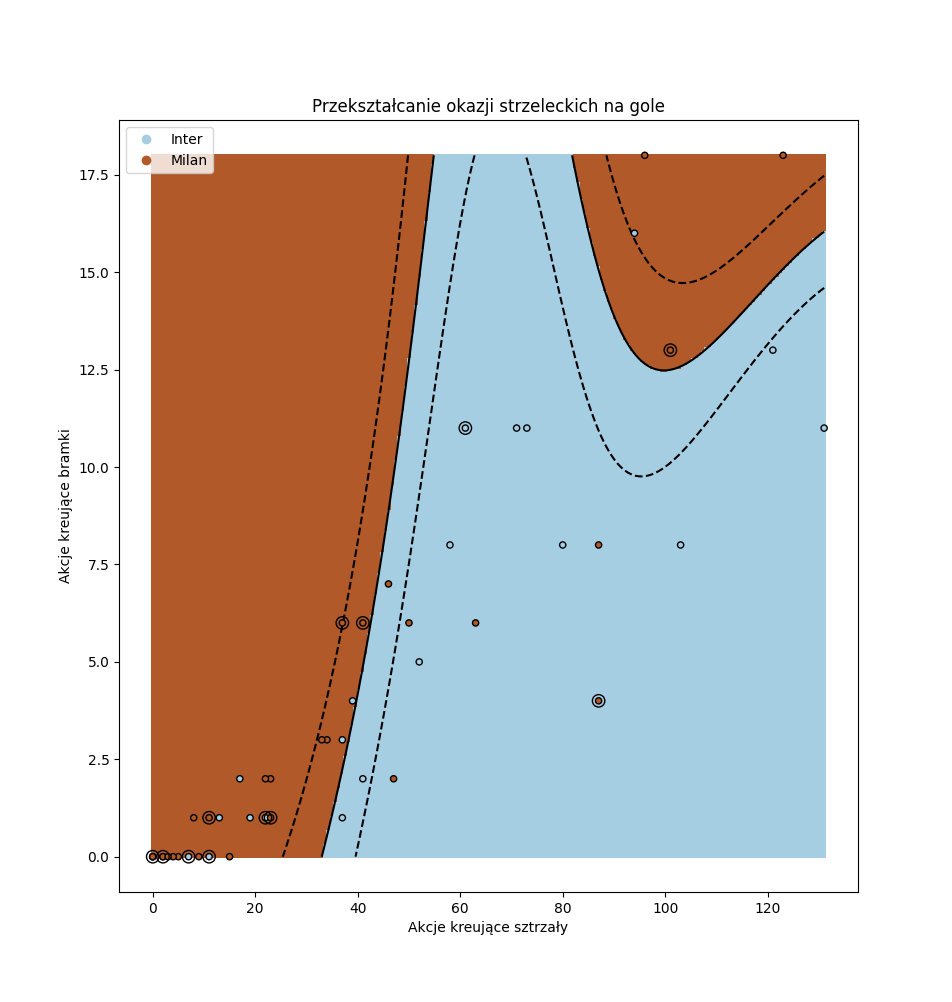 Przekształcanie okazji strzeleckich na gole
Inter
Milan
17.5
15.0
12.5
10.0
7.5
5.0
2.5
0.0
Akcje kreujące bramki
0 20 40 60 80 100 120
Akcje kreujące sztrzały